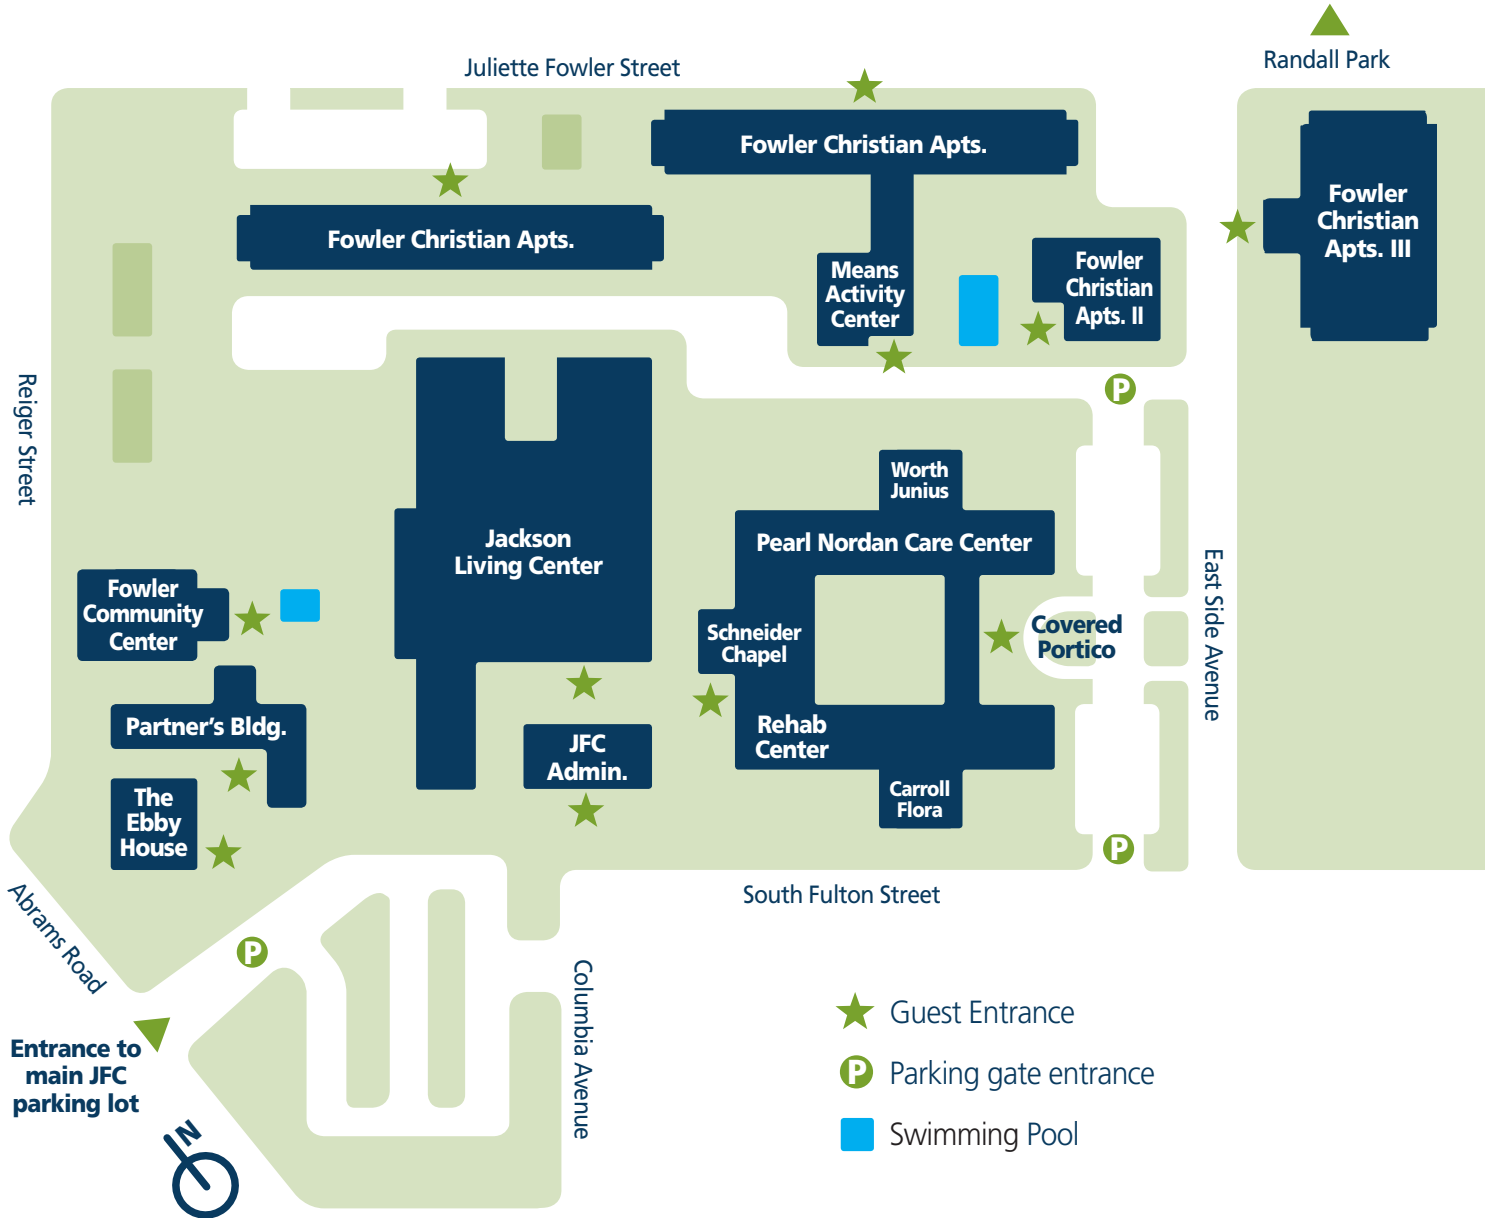 Randall Park
Juliette Fowler Street
Fowler Christian Apts.
Fowler
Christian
Apts. III
Fowler Christian Apts.
Means
Activity
Center
Fowler
Christian
Apts. II
P
Reiger Street
Worth
Junius
Pearl Nordan Care Center
Jackson
Living Center
East Side Avenue
Fowler
Community
Center
Schneider
Chapel
Covered
Portico
Partner's Bldg.
Rehab
Center
JFC
Admin.
The
Ebby
House
Carroll
Flora
P
South Fulton Street
Abrams Road
P
Columbia Avenue
Entrance to
main JFC
parking lot
N
Guest Entrance
P Parking gate entrance
Swimming Pool